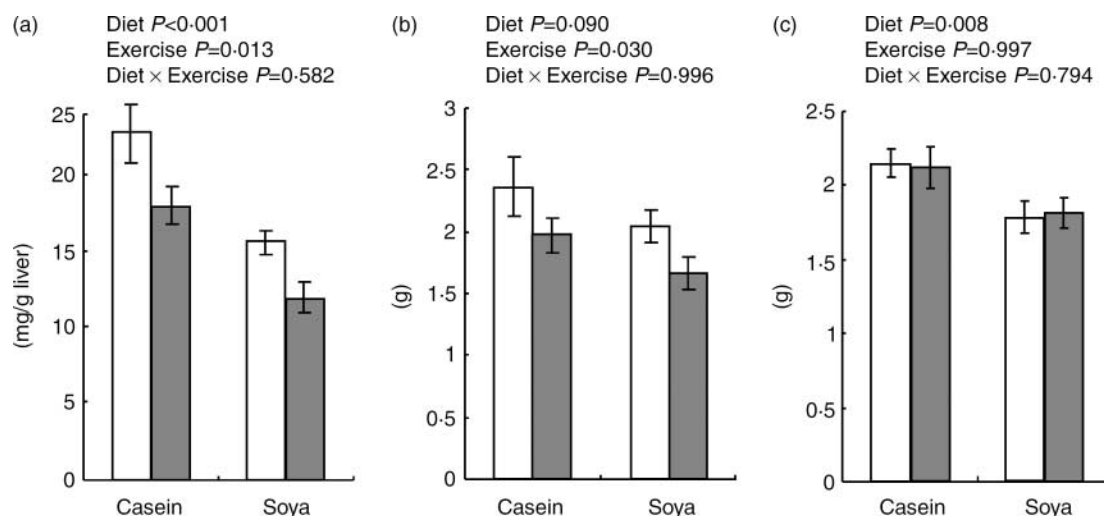 (a)
Diet P<0·001
Exercise P=0·013
Diet × Exercise P=0·582
25
20
15
10
5
0
(mg/g liver)
Casein
Soya
(b)
Diet P=0·090
Exercise P=0·030
Diet × Exercise P=0·996
3
2·5
2
1·5
1
0·5
0
(g)
Casein
Soya
(c)
Diet P=0·008
Exercise P=0·997
Diet × Exercise P=0·794
2·5
2
1·5
1
0·5
0
(g)
Casein
Soya